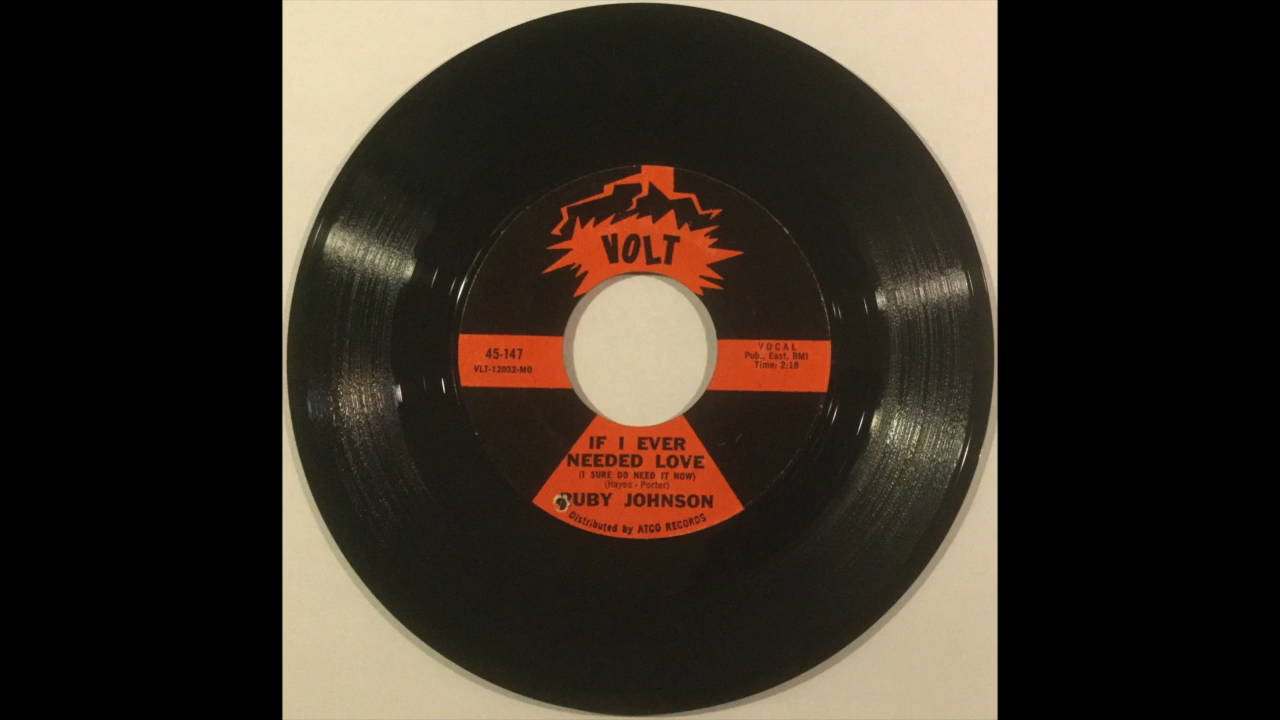 VOLT
45-147
VLT-12032-MO
VOCAL
Pub., East, BMI
Time: 2:18
IF I EVER
NEEDED LOVE
(I SURE DO NEED IT NOW)
(Hayes - Porter)
RUBY JOHNSON
Distributed by ATCO RECORDS